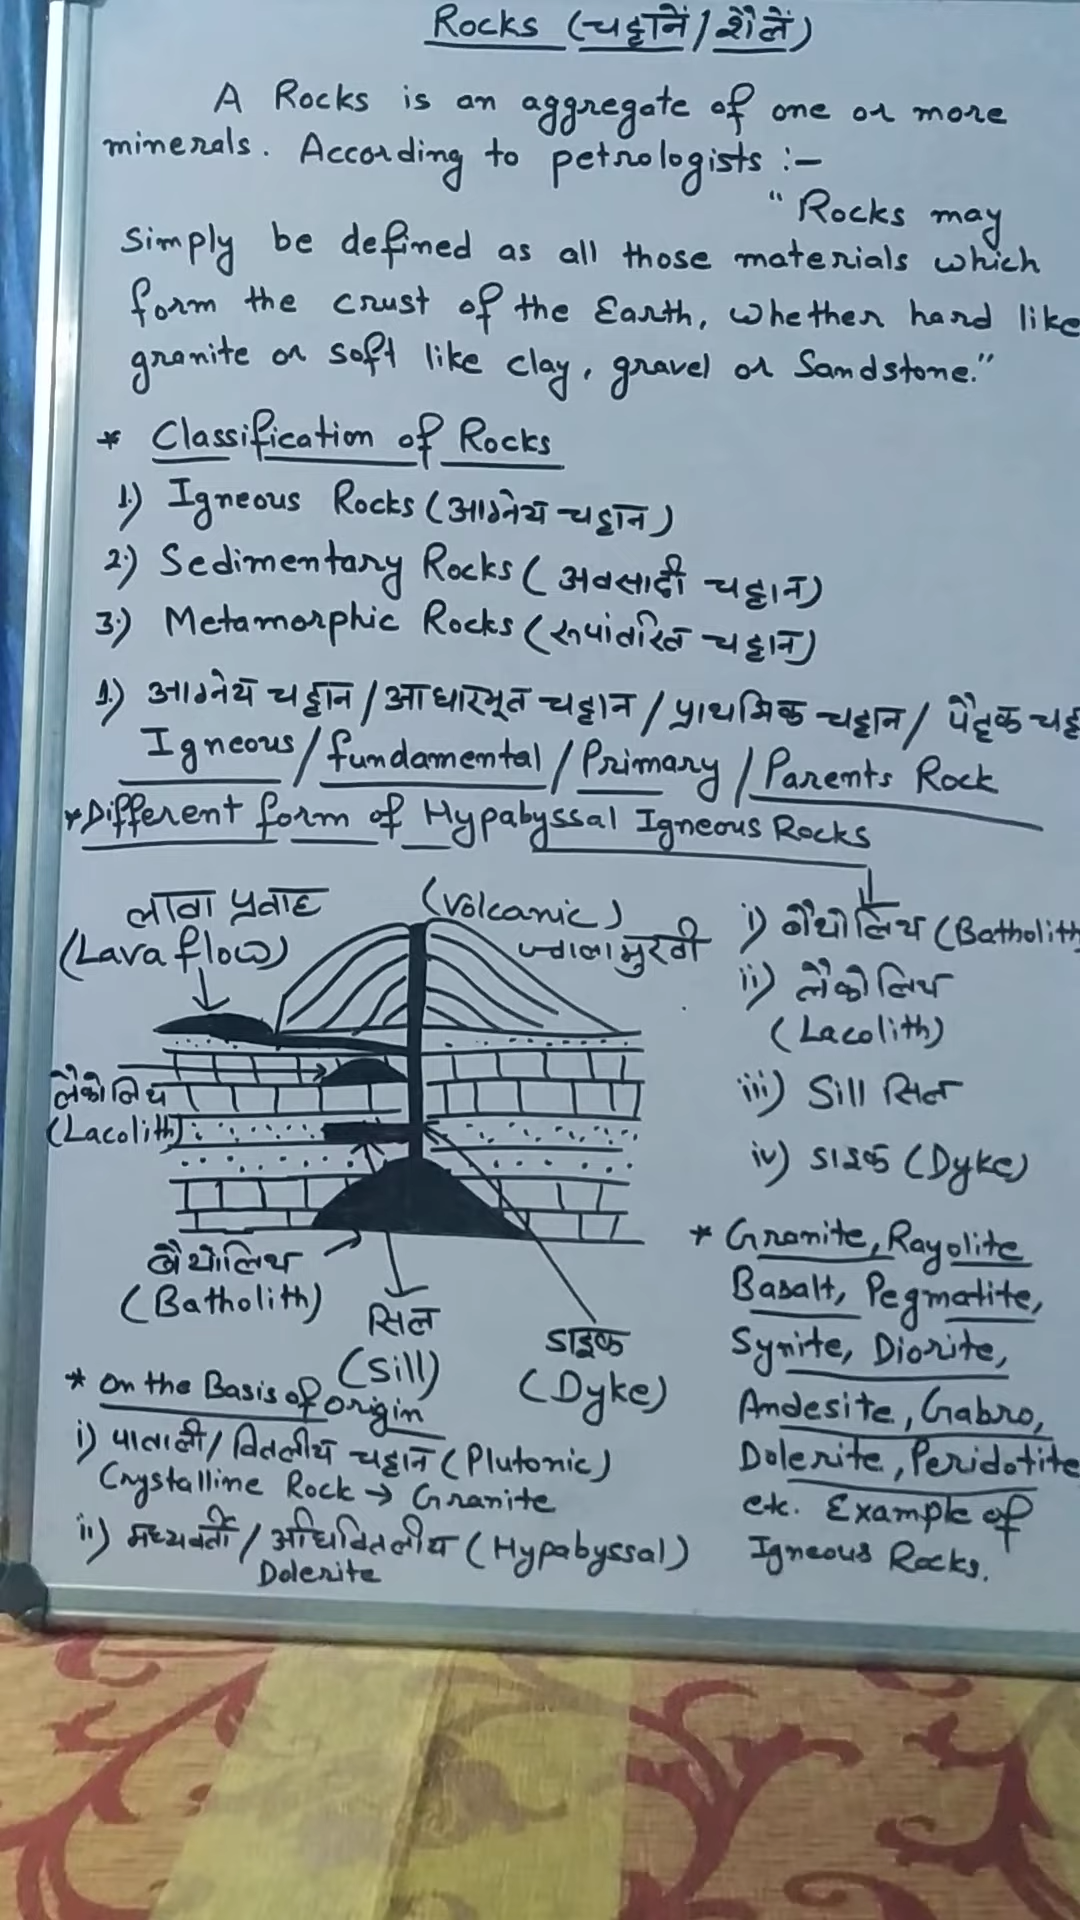 Rocks (चट्टानें/शैलें)
A Rocks is an aggregate of one or more
minerals. According to petrologists :-
"Rocks may
Simply be defined as all those materials which
form the crust of the Earth, whether hard like
granite or soft like clay, gravel or Sandstone."
* Classification of Rocks
1.) Igneous Rocks (आग्नेय चट्टान)
2.) Sedimentary Rocks (अवसादी चट्टान)
3.) Metamorphic Rocks (रूपांतरित चट्टान)
1.) आग्नेय चट्टान/आधारभूत चट्टान/प्राथमिक चट्टान/पैतृक
Igneous/fundamental/Primary/Parents Rock
* Different form of Hypabyssal Igneous Rocks
लावा प्रवाह
(Lava flow)
(Volcanic)
ज्वालामुखी
लैकोलिथ
(Lacolith)
बैथोलिथ
(Batholith)
सिल
(Sill)
डाइक
(Dyke)
i) बैथोलिथ (Batholith
ii) लैकोलिथ
(Lacolith)
iii) Sill सिल
iv) डाइक (Dyke)
* Granite, Rayolite
Basalt, Pegmatite,
Synite, Diorite,
Andesite, Gabro,
Dolerite, Peridotite
etc. Example of
Igneous Rocks.
* On the Basis of Origin
i) पाताली/वितलीय चट्टान (Plutonic)
Crystalline Rock → Granite
ii) मध्यवर्ती/अधिवितलीय (Hypabyssal)
Dolerite